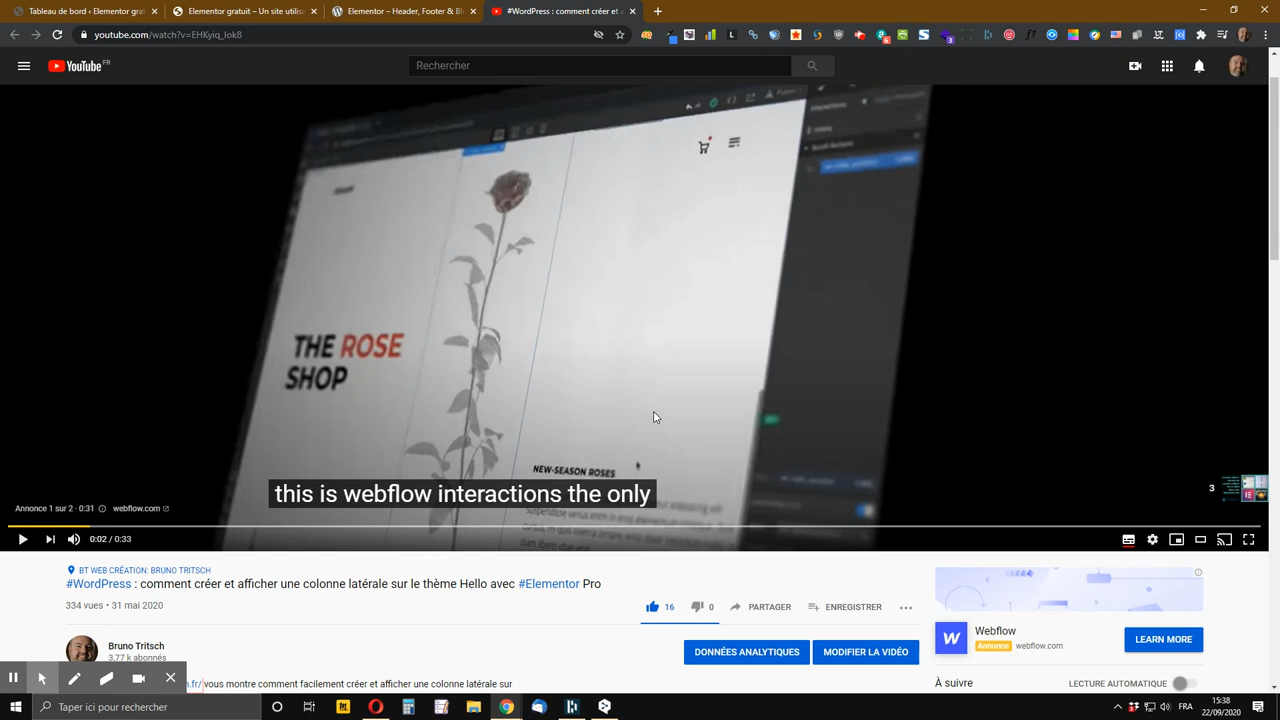 Tableau de bord ‹ Elementor grat
Elementor gratuit – Un site utilis
Elementor – Header, Footer & Bl
#WordPress : comment créer et a
youtube.com/watch?v=EHKyiq_Iok8
YouTube FR
Rechercher
THE ROSE
SHOP
NEW-SEASON ROSES
this is webflow interactions the only
3
Annonce 1 sur 2 · 0:31 webflow.com
0:02 / 0:33
BT WEB CRÉATION: BRUNO TRITSCH
#WordPress : comment créer et afficher une colonne latérale sur le thème Hello avec #Elementor Pro
334 vues • 31 mai 2020
16 0 PARTAGER ENREGISTRER
Bruno Tritsch
3,77 k abonnés
DONNÉES ANALYTIQUES MODIFIER LA VIDÉO
Webflow
Annonce webflow.com
LEARN MORE
À suivre
LECTURE AUTOMATIQUE
n.fr/ vous montre comment facilement créer et afficher une colonne latérale sur
Taper ici pour rechercher
FRA
15:38
22/09/2020